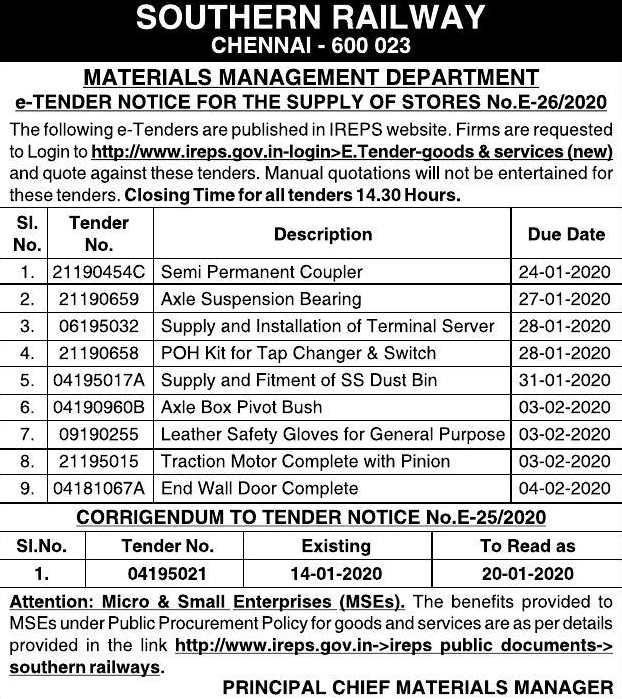 SOUTHERN RAILWAY
CHENNAI - 600 023
MATERIALS MANAGEMENT DEPARTMENT
e-TENDER NOTICE FOR THE SUPPLY OF STORES No.E-26/2020
The following e-Tenders are published in IREPS website. Firms are requested
to Login to http://www.ireps.gov.in-login>E.Tender-goods & services (new)
and quote against these tenders. Manual quotations will not be entertained for
these tenders. Closing Time for all tenders 14.30 Hours.
Sl. No. Tender No. Description Due Date
1. 21190454C Semi Permanent Coupler 24-01-2020
2. 21190659 Axle Suspension Bearing 27-01-2020
3. 06195032 Supply and Installation of Terminal Server 28-01-2020
4. 21190658 POH Kit for Tap Changer & Switch 28-01-2020
5. 04195017A Supply and Fitment of SS Dust Bin 31-01-2020
6. 04190960B Axle Box Pivot Bush 03-02-2020
7. 09190255 Leather Safety Gloves for General Purpose 03-02-2020
8. 21195015 Traction Motor Complete with Pinion 03-02-2020
9. 04181067A End Wall Door Complete 04-02-2020
CORRIGENDUM TO TENDER NOTICE No.E-25/2020
Sl.No. Tender No. Existing To Read as
1. 04195021 14-01-2020 20-01-2020
Attention: Micro & Small Enterprises (MSEs). The benefits provided to
MSEs under Public Procurement Policy for goods and services are as per details
provided in the link http://www.ireps.gov.in->ireps public documents->
southern railways.
PRINCIPAL CHIEF MATERIALS MANAGER